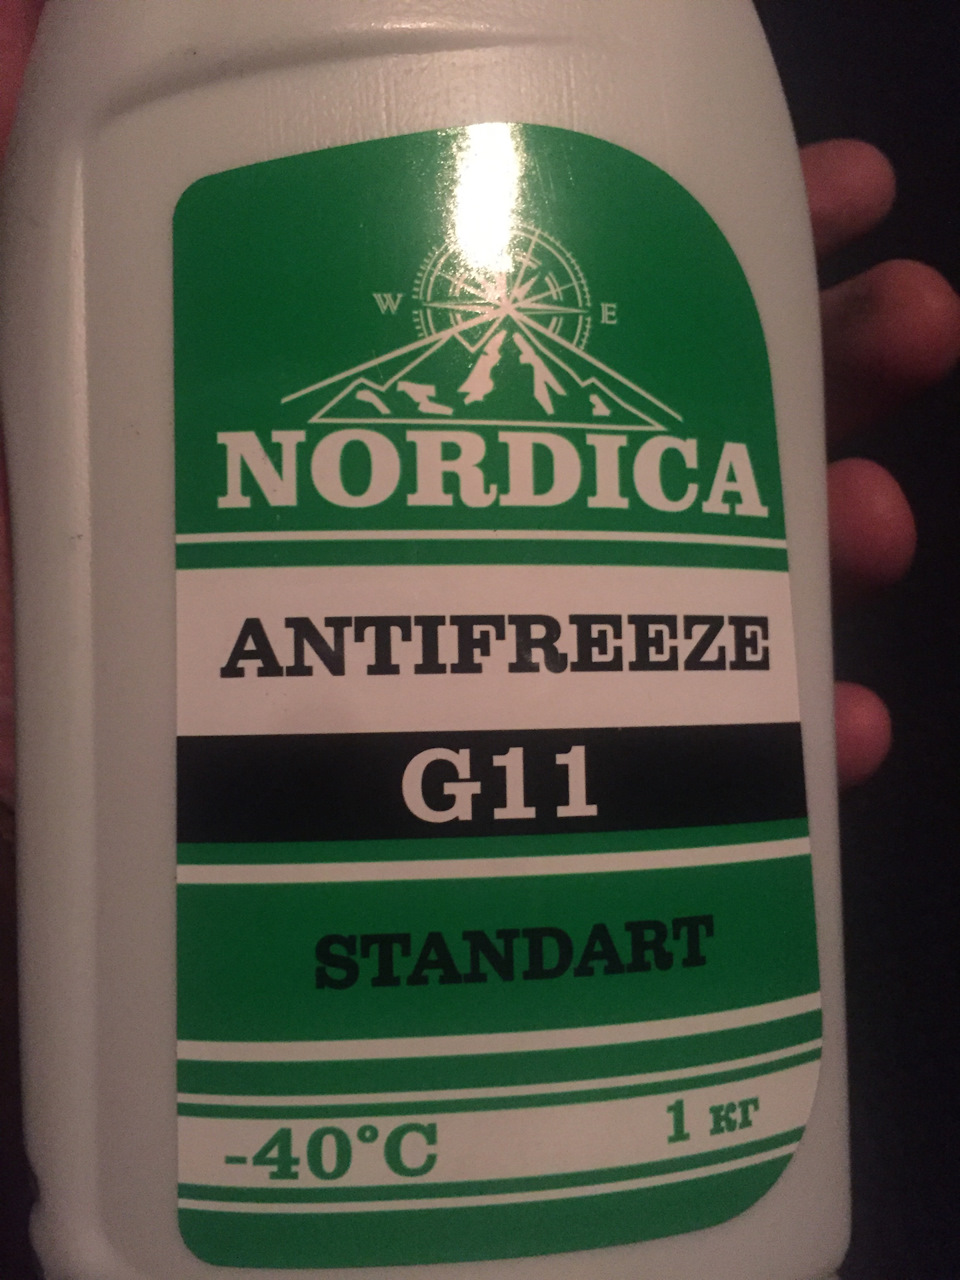 W E
NORDICA
ANTIFREEZE
G11
STANDART
-40°C 1 кг